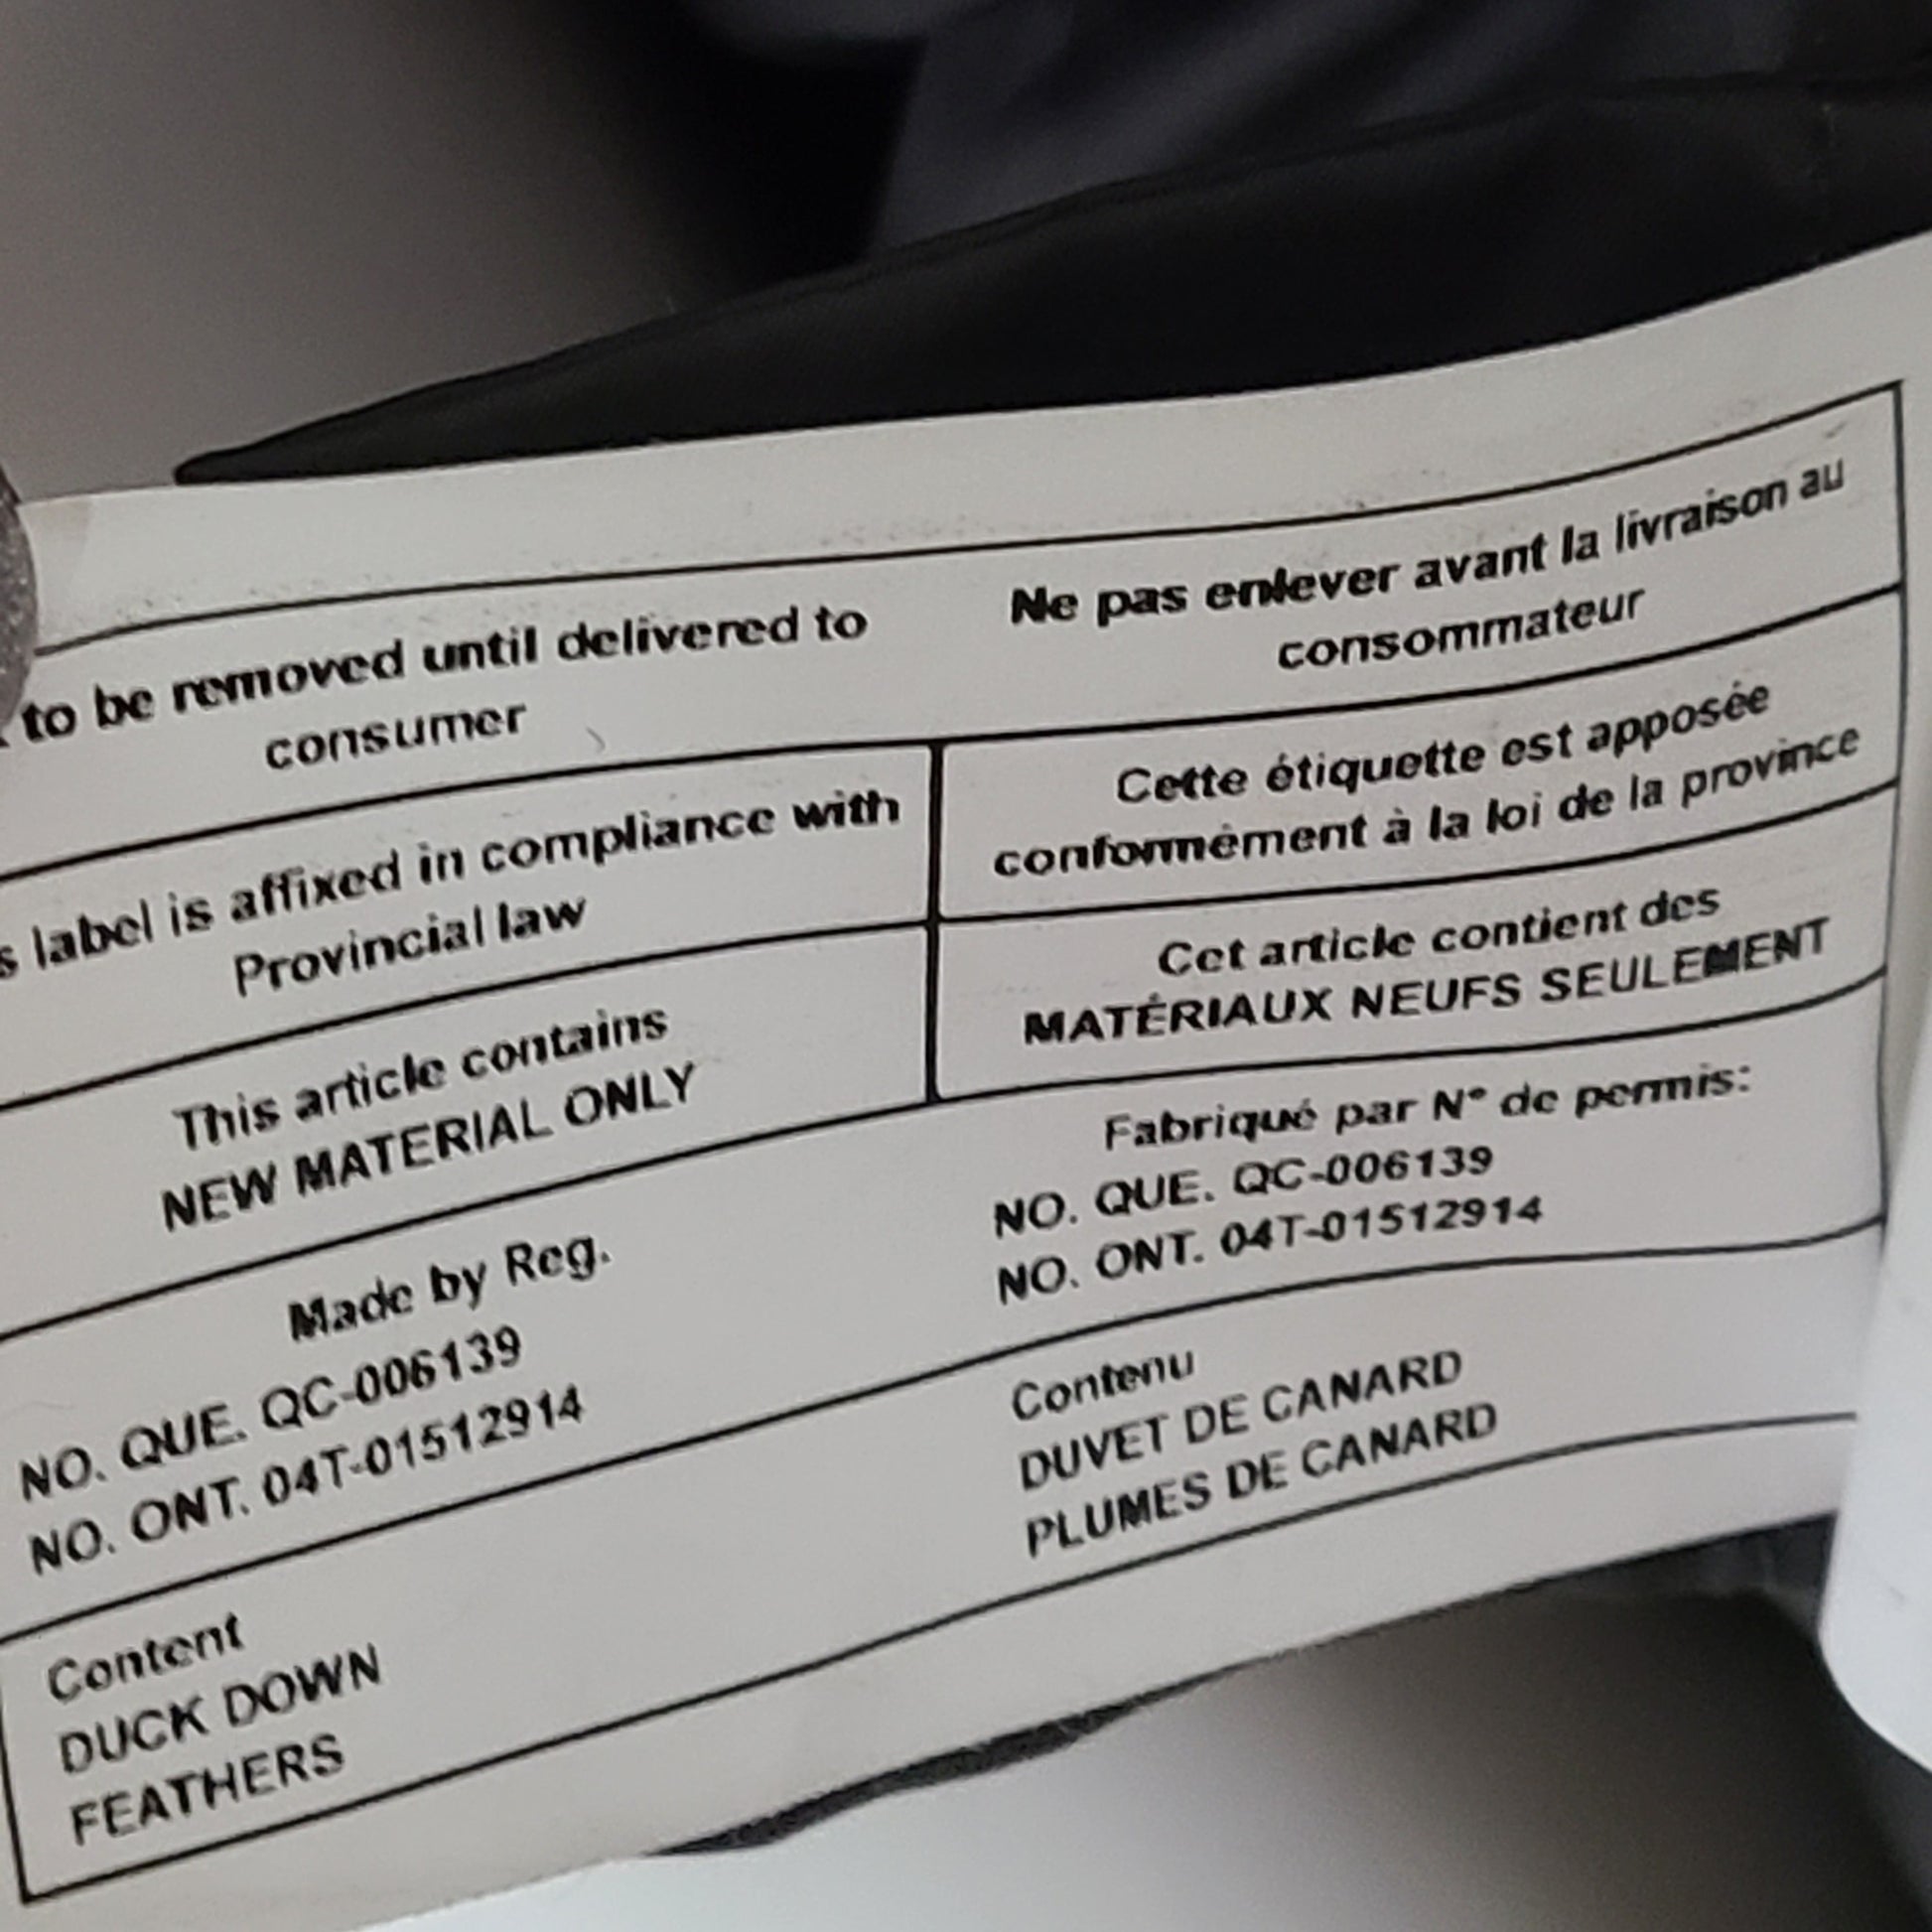 to be removed until delivered to
consumer
Ne pas enlever avant la livraison au
consommateur
label is affixed in compliance with
Provincial law
Cette étiquette est apposée
conformément à la loi de la province
This article contains
NEW MATERIAL ONLY
Cet article contient des
MATÉRIAUX NEUFS SEULEMENT
Made by Reg.
NO. QUE. QC-006139
NO. ONT. 04T-01512914
Fabriqué par N° de permis:
NO. QUE. QC-006139
NO. ONT. 04T-01512914
Content
DUCK DOWN
FEATHERS
Contenu
DUVET DE CANARD
PLUMES DE CANARD